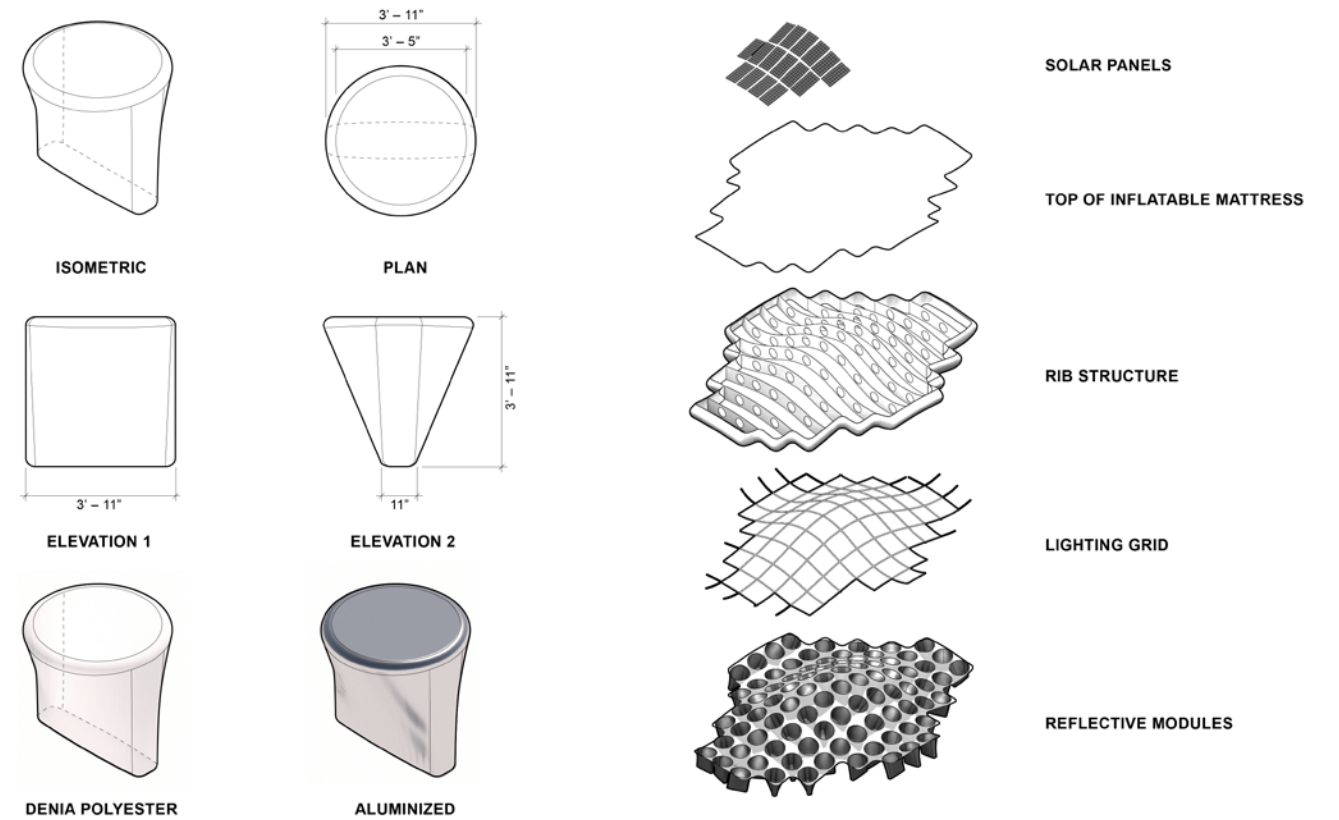 3' – 11"
3' – 5"
ISOMETRIC
PLAN
3' – 11"
3' – 11"
11"
ELEVATION 1
ELEVATION 2
DENIA POLYESTER
ALUMINIZED
SOLAR PANELS
TOP OF INFLATABLE MATTRESS
RIB STRUCTURE
LIGHTING GRID
REFLECTIVE MODULES